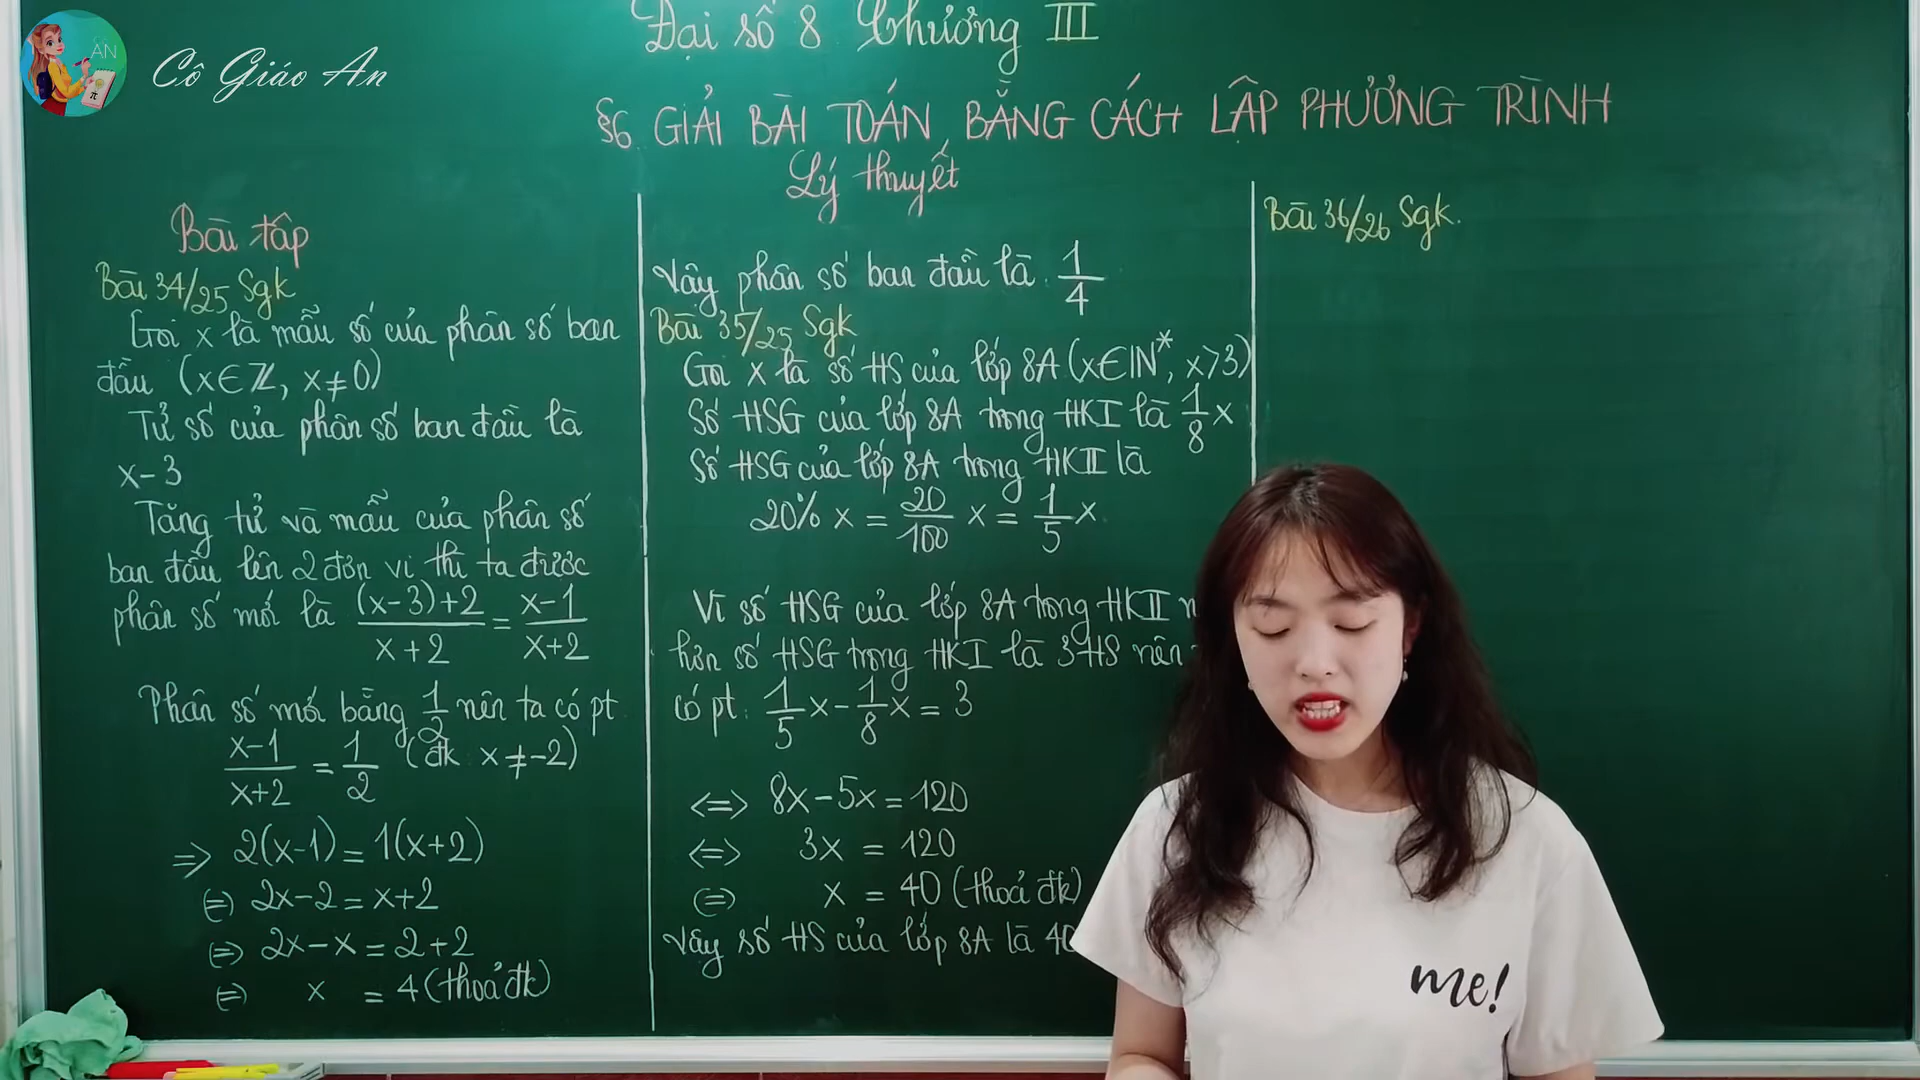 Cô Giáo An
ÁN
Đại số 8 Chương III
§6 GIẢI BÀI TOÁN BẰNG CÁCH LẬP PHƯƠNG TRÌNH
Lý thuyết
Bài tập
Bài 34/25 Sgk
Gọi x là mẫu số của phân số ban
đầu (x∈ℤ, x≠0)
Tử số của phân số ban đầu là
x-3
Tăng tử và mẫu của phân số
ban đầu lên 2 đơn vị thì ta được
phân số mới là (x-3)+2/x+2 = x-1/x+2
Phân số mới bằng 1/2 nên ta có pt
x-1/x+2 = 1/2 (đk x≠-2)
=> 2(x-1)=1(x+2)
(=) 2x-2=x+2
(=) 2x-x=2+2
(=) x = 4 (thoả đk)
Vậy phân số ban đầu là 1/4
Bài 35/25 Sgk
Gọi x là số HS của lớp 8A (x∈ℕ*, x>3)
Số HSG của lớp 8A trong HKI là 1/8 x
Số HSG của lớp 8A trong HKII là
20% x = 20/100 x = 1/5 x
Vì số HSG của lớp 8A trong HKII
hơn số HSG trong HKI là 3HS nên
có pt: 1/5 x - 1/8 x = 3
<=> 8x-5x=120
<=> 3x = 120
(=) x = 40 (thoả đk)
Vậy số HS của lớp 8A là 40
Bài 36/26 Sgk.
me!